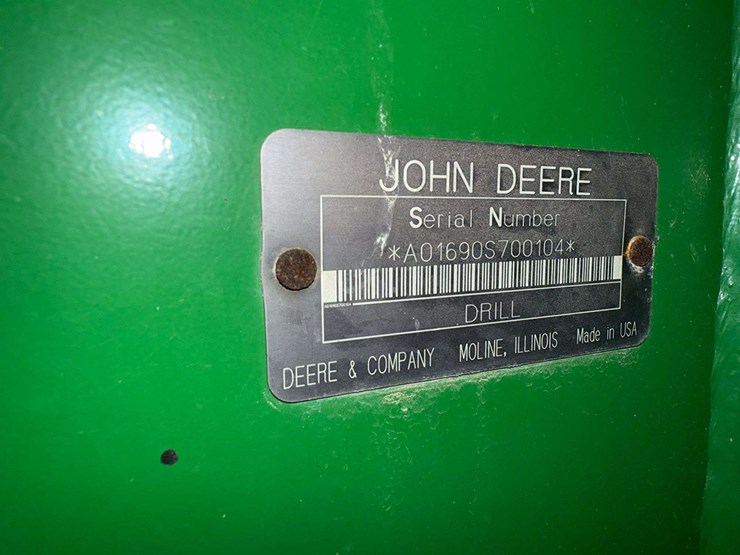 JOHN DEERE
Serial Number
*A01690S700104*
DRILL
DEERE & COMPANY MOLINE, ILLINOIS Made in USA